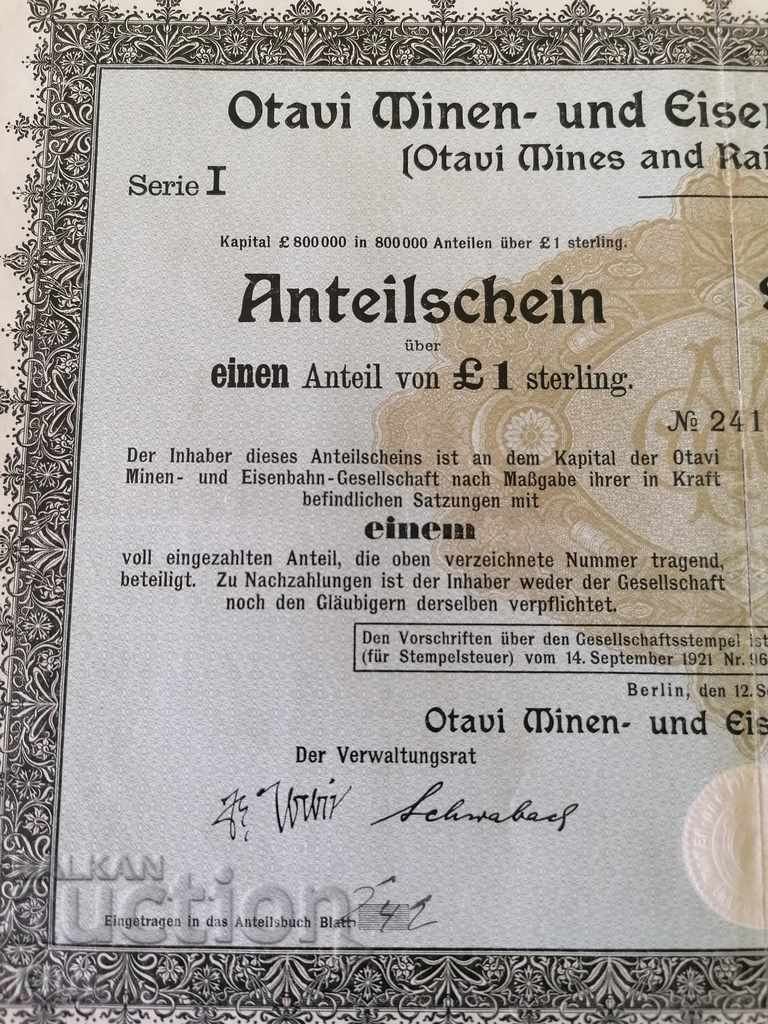 Otavi Minen- und Eisen
(Otavi Mines and Rai
Serie I
Kapital £ 800000 in 800000 Anteilen über £ 1 sterling.
Anteilschein
über
einen Anteil von £ 1 sterling.
№ 241
Der Inhaber dieses Anteilscheins ist an dem Kapital der Otavi
Minen- und Eisenbahn-Gesellschaft nach Maßgabe ihrer in Kraft
befindlichen Satzungen mit
einem
voll eingezahlten Anteil, die oben verzeichnete Nummer tragend,
beteiligt. Zu Nachzahlungen ist der Inhaber weder der Gesellschaft
noch den Gläubigern derselben verpflichtet.
Den Vorschriften über den Gesellschaftsstempel ist
(für Stempelsteuer) vom 14. September 1921 Nr. 96
Berlin, den 12. Se
Otavi Minen- und Eis
Der Verwaltungsrat
Schwabach
Eingetragen in das Anteilsbuch Blatt 
BALKAN
auction